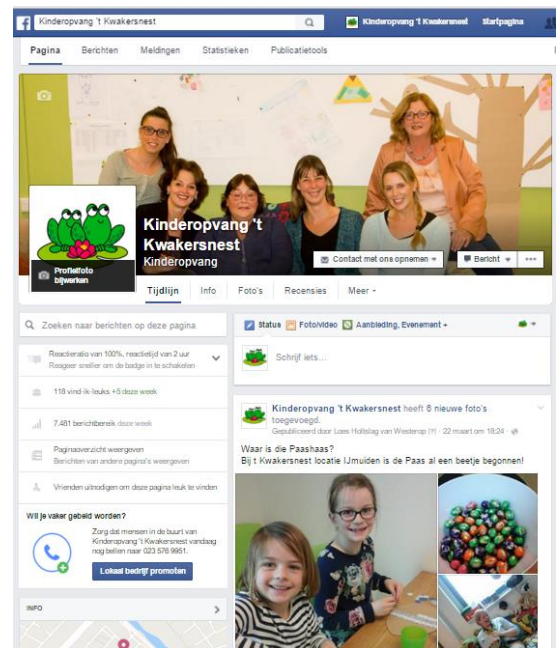 Kinderopvang 't Kwakersnest
Kinderopvang 't Kwakersnest Startpagina
Pagina Berichten Meldingen Statistieken Publicatietools
Kinderopvang 't
Kwakersnest
Kinderopvang
Profielfoto
bijwerken
Contact met ons opnemen
Bericht
Tijdlijn Info Foto's Recensies Meer
Zoeken naar berichten op deze pagina
Reactieratio van 100%, reactietijd van 2 uur
Reageer sneller om de badge in te schakelen
118 vind-ik-leuks +5 deze week
7.481 berichtbereik deze week
Paginaoverzicht weergeven
Berichten van andere pagina's weergeven
Vrienden uitnodigen om deze pagina leuk te vinden
Wil je vaker gebeld worden?
Zorg dat mensen in de buurt van
Kinderopvang 't Kwakersnest vandaag
nog bellen naar 023 576 9951.
Lokaal bedrijf promoten
INFO
Status Foto/video Aanbieding, Evenement +
Schrijf iets...
Kinderopvang 't Kwakersnest heeft 6 nieuwe foto's
toegevoegd.
Gepubliceerd door Loes Holtslag van Westerop [?] · 22 maart om 18:24 ·
Waar is die Paashaas?
Bij t Kwakersnest locatie IJmuiden is de Paas al een beetje begonnen!